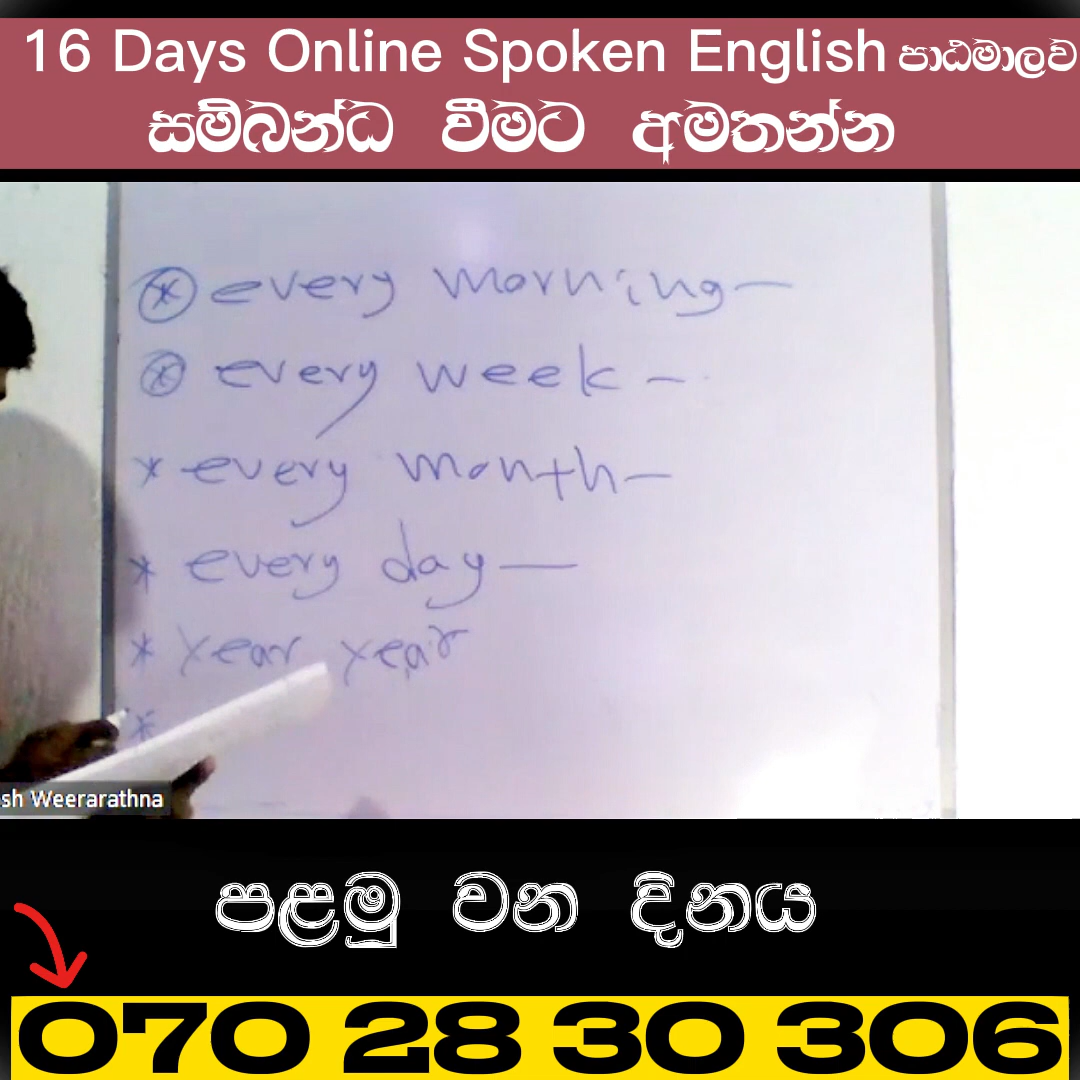 16 Days Online Spoken English පාඨමාලව
සම්බන්ධ වීමට අමතන්න
* every morning —
* every week -
* every month -
* every day —
* Year year
*
sh Weerarathna
පළමු වන දිනය
070 28 30 306